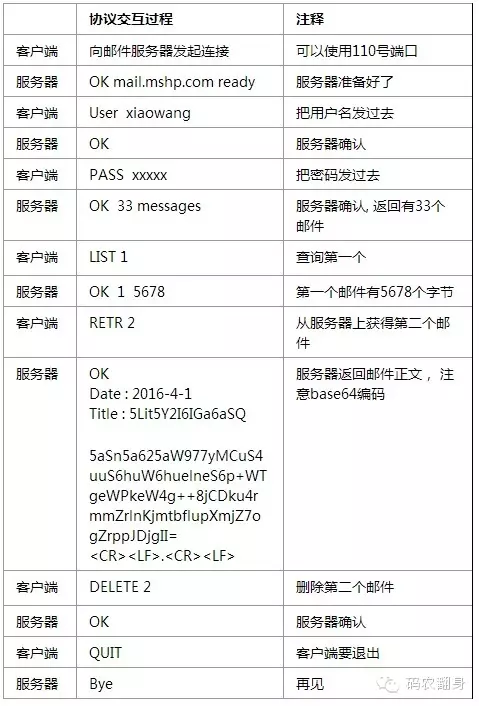 协议交互过程 注释
客户端 向邮件服务器发起连接 可以使用110号端口
服务器 OK mail.mshp.com ready 服务器准备好了
客户端 User xiaowang 把用户名发过去
服务器 OK 服务器确认
客户端 PASS xxxxx 把密码发过去
服务器 OK 33 messages 服务器确认, 返回有33个
邮件
客户端 LIST 1 查询第一个
服务器 OK 1 5678 第一个邮件有5678个字节
客户端 RETR 2 从服务器上获得第二个邮
件
服务器 OK 服务器返回邮件正文 ，注
Date : 2016-4-1 意base64编码
Title : 5Lit5Y2I6IGa6aSQ
5aSn5a625aW977yMCuS4
uuS6huW6hueIneS6p+WT
geWPkeW4g++8jCDku4r
mmZrlnKjmtbflupXmjZ7o
gZrppJDjgII=
<CR><LF>.<CR><LF>
客户端 DELETE 2 删除第二个邮件
服务器 OK 服务器确认
客户端 QUIT 客户端要退出
服务器 Bye 再见
码农翻身